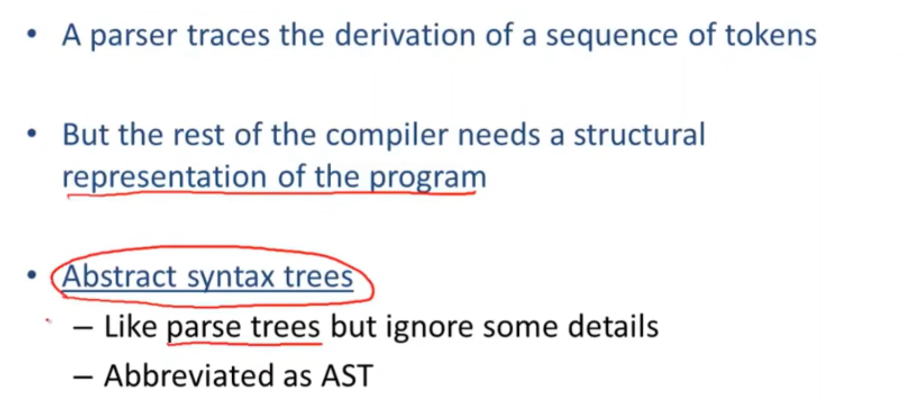 • A parser traces the derivation of a sequence of tokens
• But the rest of the compiler needs a structural
representation of the program
• Abstract syntax trees
– Like parse trees but ignore some details
– Abbreviated as AST